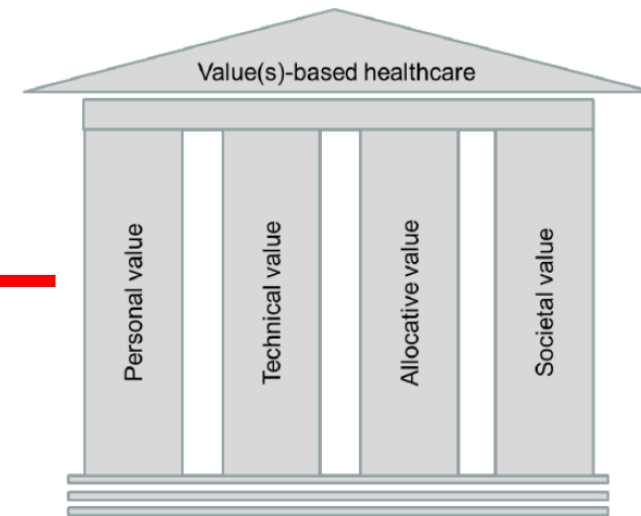 Value(s)-based healthcare
Personal value
Technical value
Allocative value
Societal value